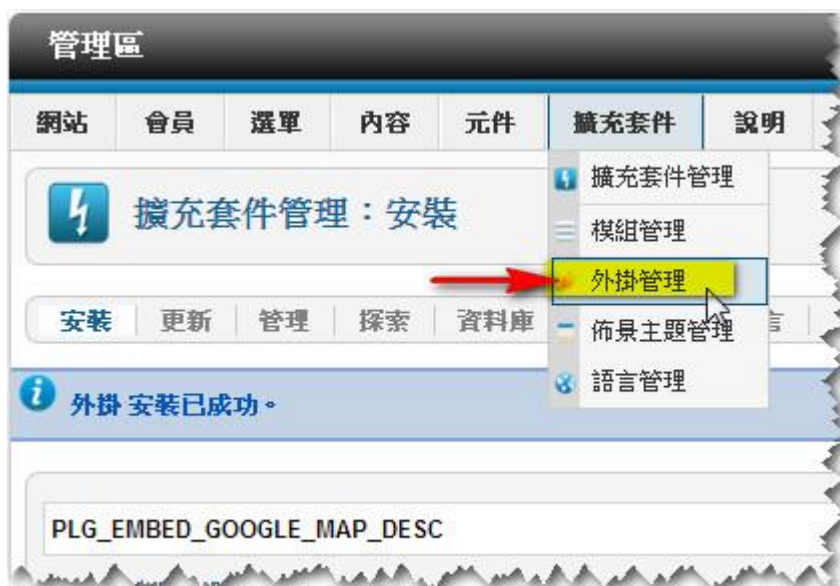 管理區
網站 會員 選單 內容 元件 擴充套件 說明
擴充套件管理
擴充套件管理：安裝
模組管理
外掛管理
安裝 更新 管理 探索 資料庫 言
佈景主題管理
語言管理
外掛 安裝已成功。
PLG_EMBED_GOOGLE_MAP_DESC